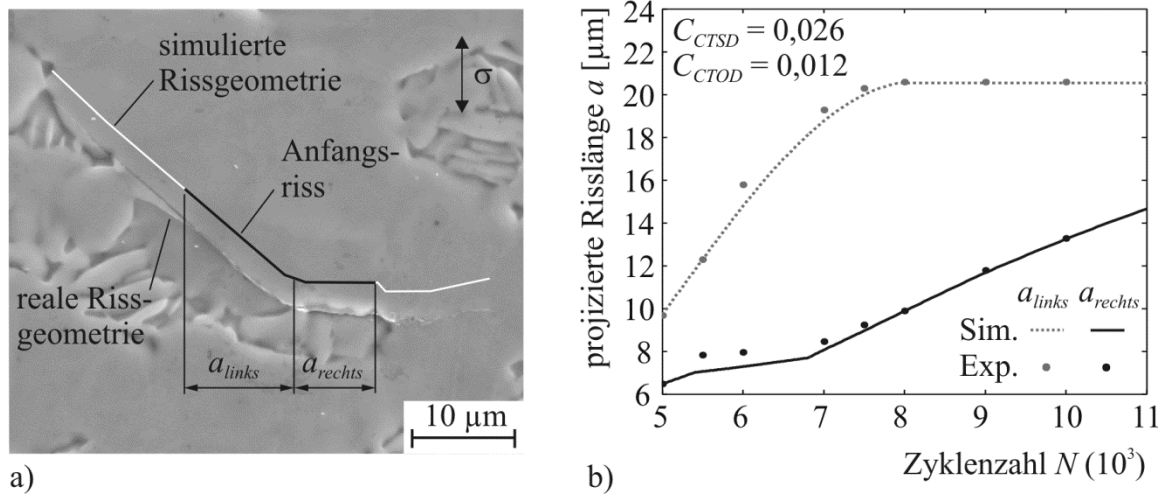 simulierte
Rissgeometrie
σ
Anfangs-
riss
reale Riss-
geometrie
a_links
a_rechts
10 µm
a)
projizierte Risslänge a [µm]
24
22
20
18
16
14
12
10
8
6
C_CTSD = 0,026
C_CTOD = 0,012
a_links a_rechts
Sim.
Exp.
5 6 7 8 9 10 11
Zyklenzahl N (10³)
b)